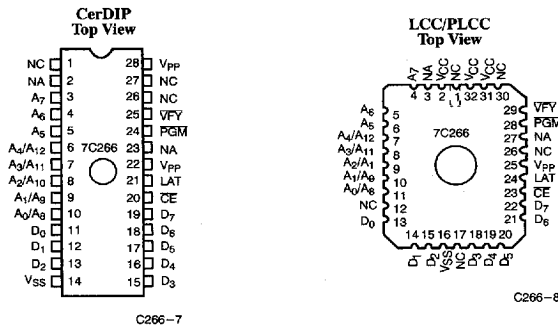 CerDIP
Top View
NC 1 28 VPP
NA 2 27 NC
A7 3 26 NC
A6 4 25 V̅F̅Y̅
A5 5 24 P̅G̅M̅
A4/A12 6 7C266 23 NA
A3/A11 7 22 VPP
A2/A10 8 21 LAT
A1/A9 9 20 C̅E̅
A0/A8 10 19 D7
D0 11 18 D6
D1 12 17 D5
D2 13 16 D4
VSS 14 15 D3
C266–7
LCC/PLCC
Top View
A7 NA VCC NC VCC VCC NC
4 3 2 1 32 31 30
A6 5 29 V̅F̅Y̅
A5 6 28 P̅G̅M̅
A4/A12 7 7C266 27 NA
A3/A11 8 26 NC
A2/A1 9 25 VPP
A1/A9 10 24 LAT
A0/A8 11 23 C̅E̅
NC 12 22 D7
D0 13 21 D6
14 15 16 17 18 19 20
D1 D2 VSS NC D3 D4 D5
C266–8